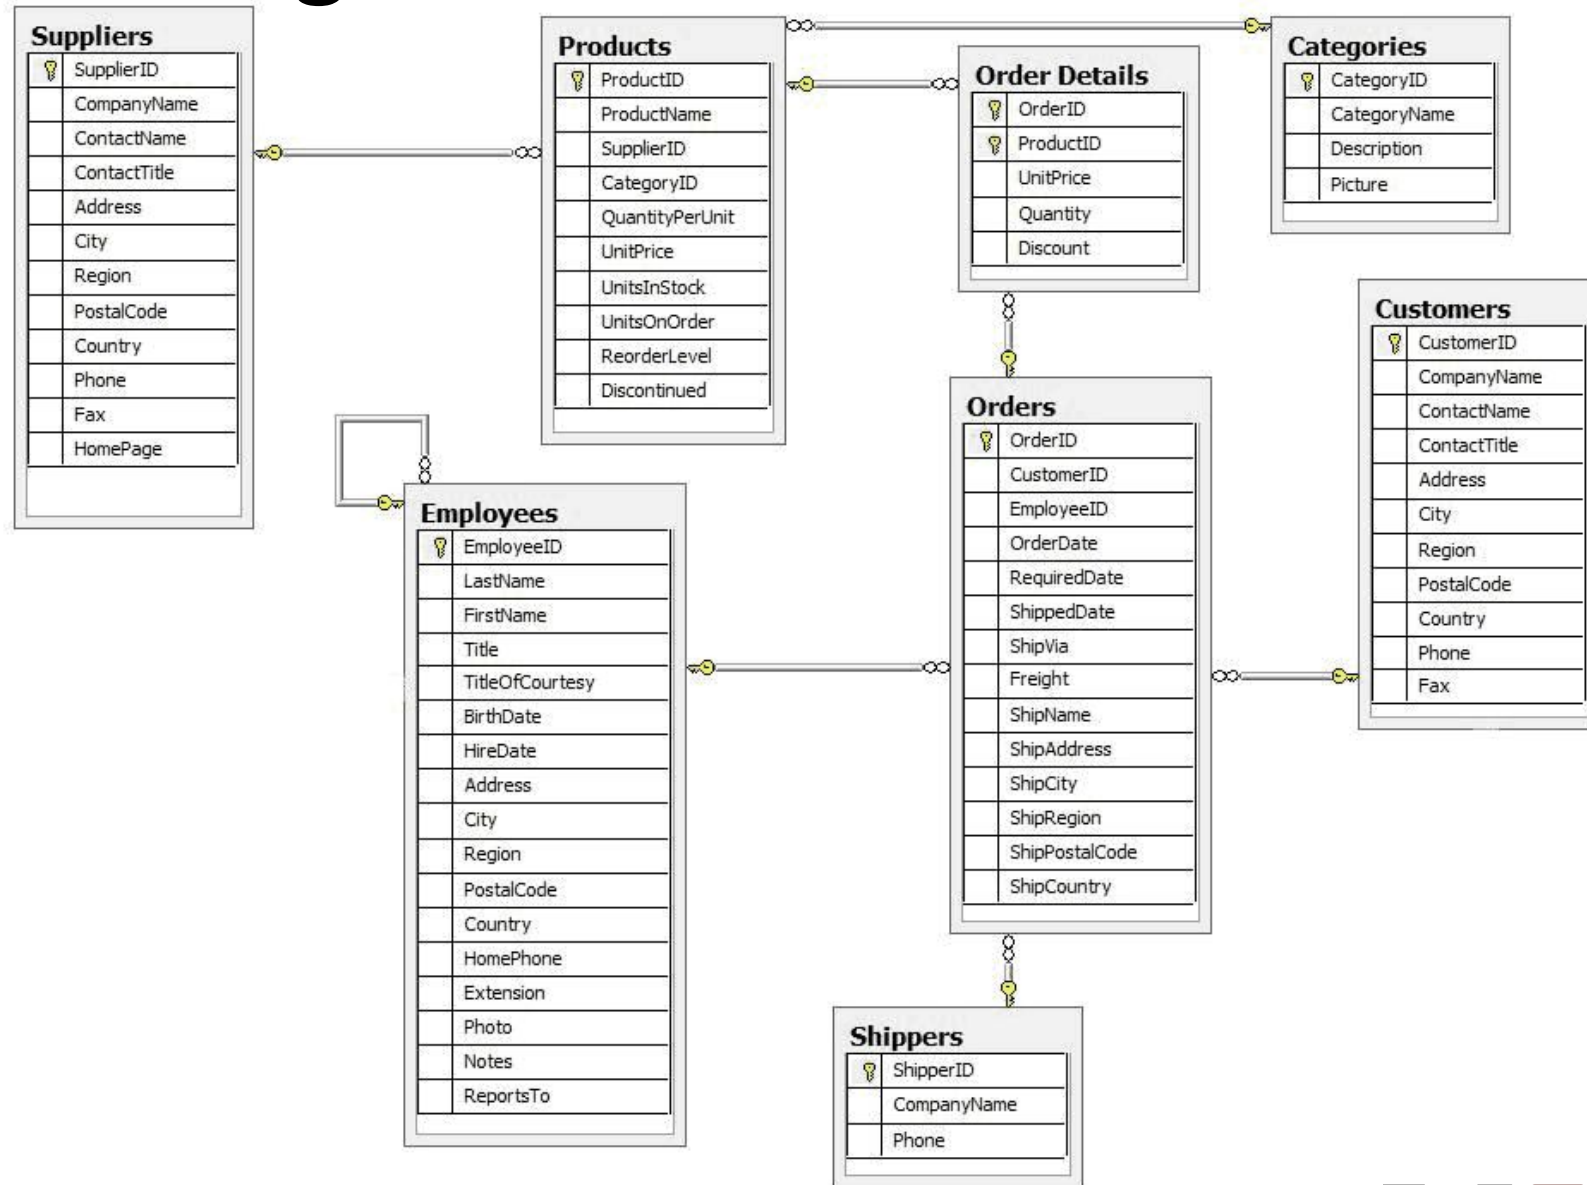 Suppliers
SupplierID
CompanyName
ContactName
ContactTitle
Address
City
Region
PostalCode
Country
Phone
Fax
HomePage
Products
ProductID
ProductName
SupplierID
CategoryID
QuantityPerUnit
UnitPrice
UnitsInStock
UnitsOnOrder
ReorderLevel
Discontinued
Order Details
OrderID
ProductID
UnitPrice
Quantity
Discount
Categories
CategoryID
CategoryName
Description
Picture
Customers
CustomerID
CompanyName
ContactName
ContactTitle
Address
City
Region
PostalCode
Country
Phone
Fax
Employees
EmployeeID
LastName
FirstName
Title
TitleOfCourtesy
BirthDate
HireDate
Address
City
Region
PostalCode
Country
HomePhone
Extension
Photo
Notes
ReportsTo
Orders
OrderID
CustomerID
EmployeeID
OrderDate
RequiredDate
ShippedDate
ShipVia
Freight
ShipName
ShipAddress
ShipCity
ShipRegion
ShipPostalCode
ShipCountry
Shippers
ShipperID
CompanyName
Phone